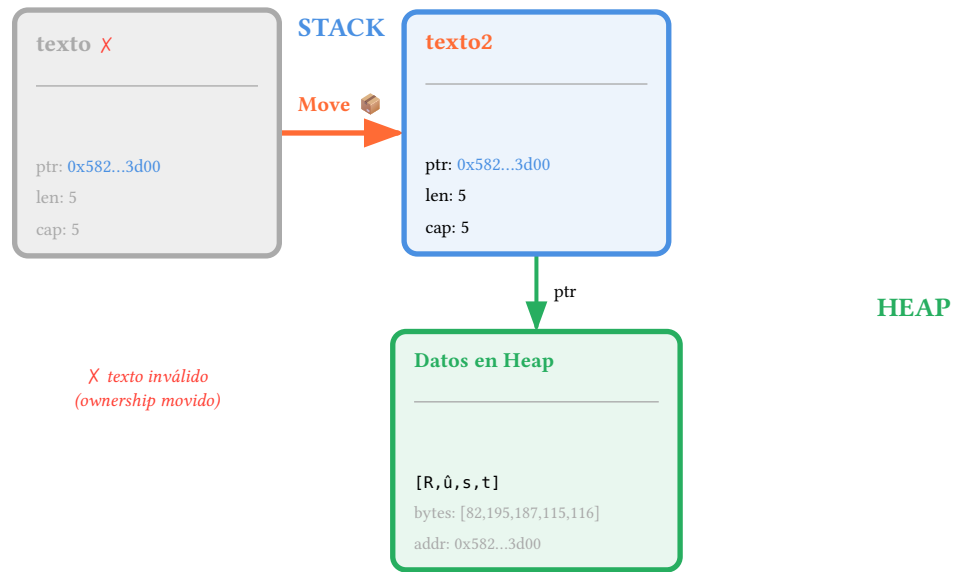 STACK
texto ✗
texto2
Move 📦
ptr: 0x582...3d00
len: 5
cap: 5
ptr: 0x582...3d00
len: 5
cap: 5
ptr
HEAP
Datos en Heap
✗ texto inválido
(ownership movido)
[R,û,s,t]
bytes: [82,195,187,115,116]
addr: 0x582...3d00